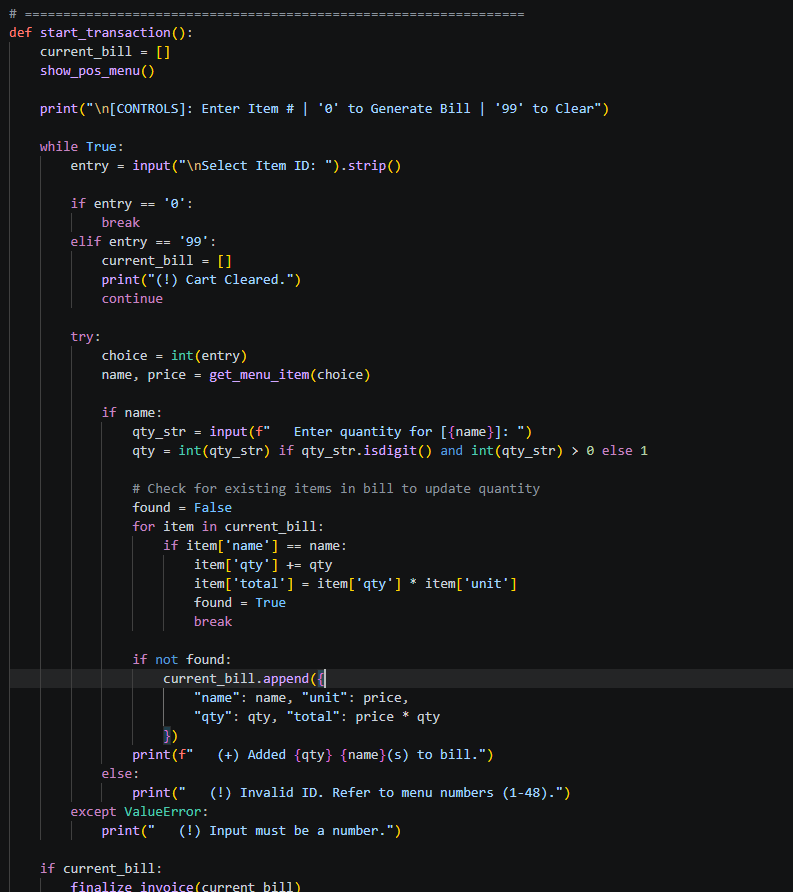 # =============================================================
def start_transaction():
    current_bill = []
    show_pos_menu()

    print("\n[CONTROLS]: Enter Item # | '0' to Generate Bill | '99' to Clear")

    while True:
        entry = input("\nSelect Item ID: ").strip()

        if entry == '0':
            break
        elif entry == '99':
            current_bill = []
            print("(!) Cart Cleared.")
            continue

        try:
            choice = int(entry)
            name, price = get_menu_item(choice)

            if name:
                qty_str = input(f"   Enter quantity for [{name}]: ")
                qty = int(qty_str) if qty_str.isdigit() and int(qty_str) > 0 else 1

                # Check for existing items in bill to update quantity
                found = False
                for item in current_bill:
                    if item['name'] == name:
                        item['qty'] += qty
                        item['total'] = item['qty'] * item['unit']
                        found = True
                        break

                if not found:
                    current_bill.append({
                        "name": name, "unit": price,
                        "qty": qty, "total": price * qty
                    })
                print(f"   (+) Added {qty} {name}(s) to bill.")
            else:
                print("   (!) Invalid ID. Refer to menu numbers (1-48).")
        except ValueError:
            print("   (!) Input must be a number.")

    if current_bill:
        finalize_invoice(current_bill)